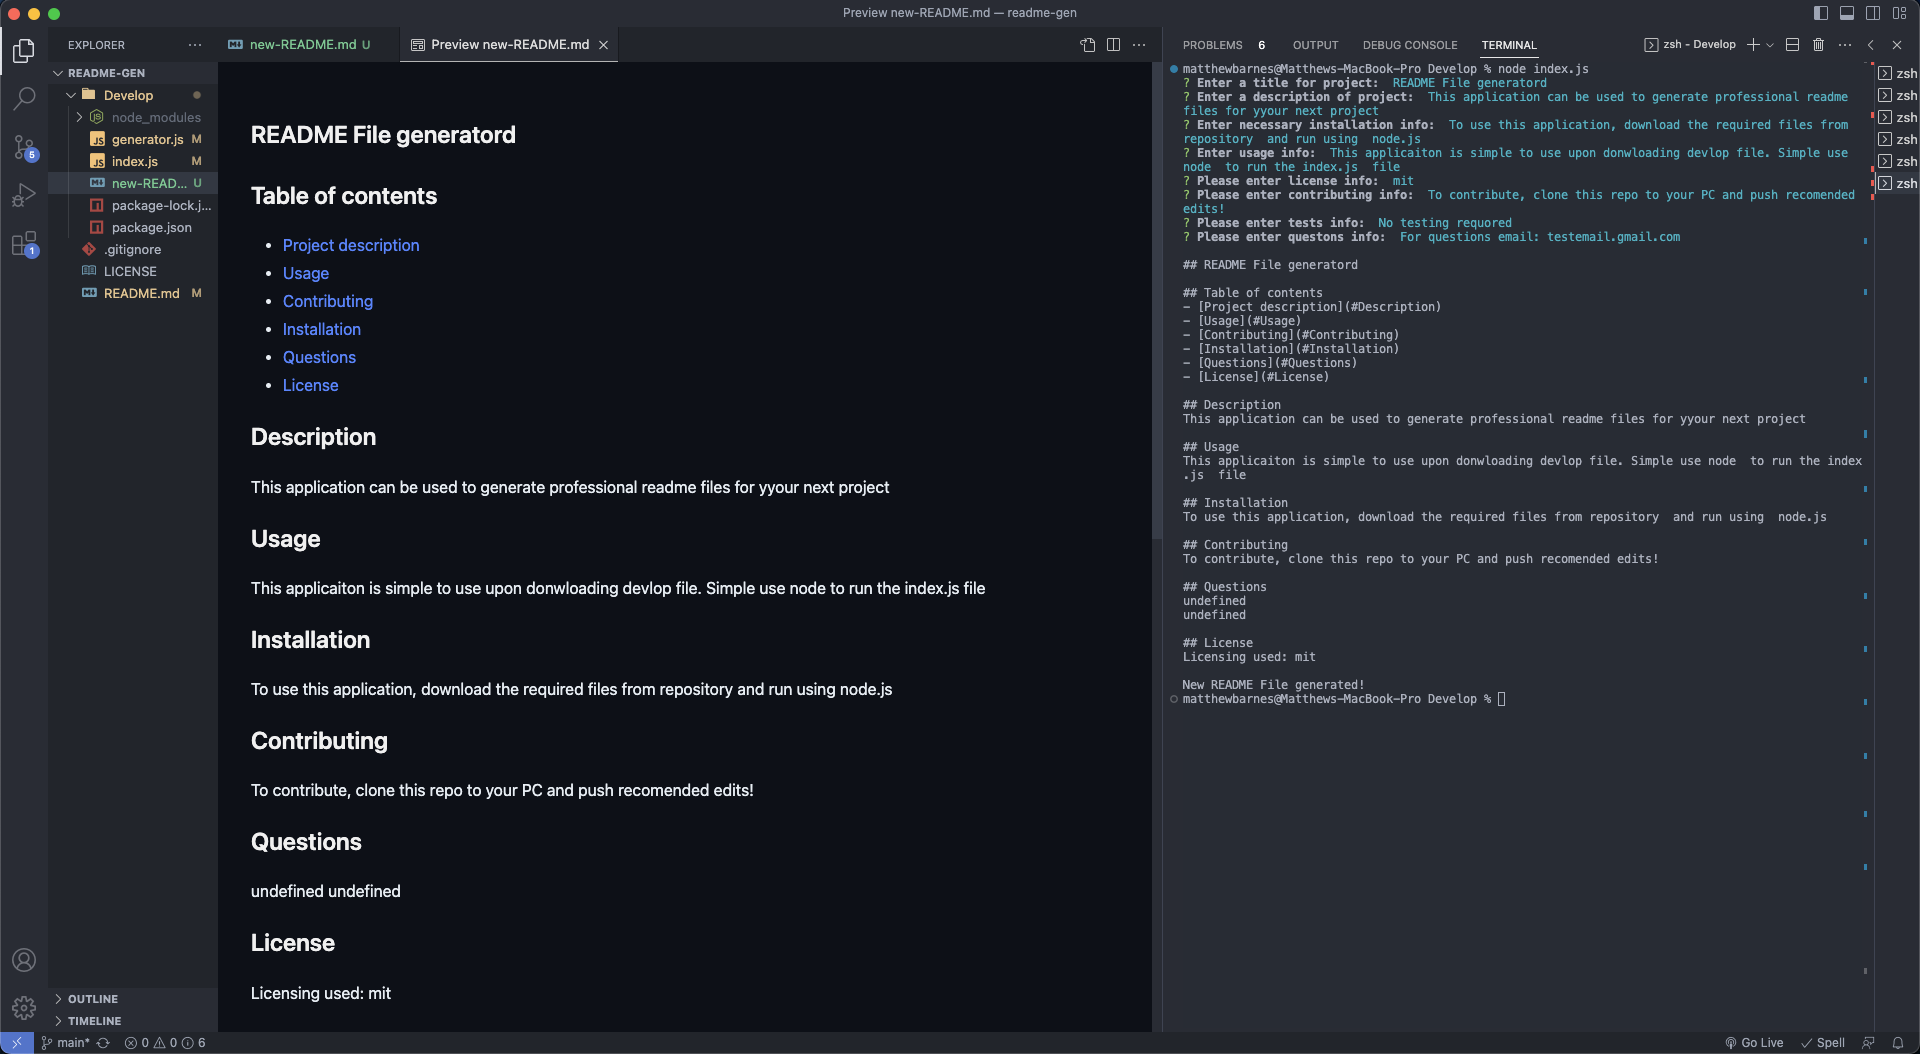 Preview new-README.md — readme-gen
EXPLORER
README-GEN
Develop
node_modules
generator.js M
index.js M
new-READ... U
package-lock.j...
package.json
.gitignore
LICENSE
README.md M
OUTLINE
TIMELINE
5
1
new-README.md U
Preview new-README.md
README File generatord
Table of contents
Project description
Usage
Contributing
Installation
Questions
License
Description
This application can be used to generate professional readme files for yyour next project
Usage
This applicaiton is simple to use upon donwloading devlop file. Simple use node to run the index.js file
Installation
To use this application, download the required files from repository and run using node.js
Contributing
To contribute, clone this repo to your PC and push recomended edits!
Questions
undefined undefined
License
Licensing used: mit
PROBLEMS 6 OUTPUT DEBUG CONSOLE TERMINAL
zsh - Develop
matthewbarnes@Matthews-MacBook-Pro Develop % node index.js
? Enter a title for project:  README File generatord
? Enter a description of project:  This application can be used to generate professional readme
files for yyour next project
? Enter necessary installation info:  To use this application, download the required files from
repository  and run using  node.js
? Enter usage info:  This applicaiton is simple to use upon donwloading devlop file. Simple use
node  to run the index.js  file
? Please enter license info:  mit
? Please enter contributing info:  To contribute, clone this repo to your PC and push recomended
edits!
? Please enter tests info:  No testing requored
? Please enter questons info:  For questions email: testemail.gmail.com
## README File generatord
## Table of contents
- [Project description](#Description)
- [Usage](#Usage)
- [Contributing](#Contributing)
- [Installation](#Installation)
- [Questions](#Questions)
- [License](#License)
## Description
This application can be used to generate professional readme files for yyour next project
## Usage
This applicaiton is simple to use upon donwloading devlop file. Simple use node  to run the index
.js  file
## Installation
To use this application, download the required files from repository  and run using  node.js
## Contributing
To contribute, clone this repo to your PC and push recomended edits!
## Questions
undefined
undefined
## License
Licensing used: mit
New README File generated!
matthewbarnes@Matthews-MacBook-Pro Develop %
zsh
zsh
zsh
zsh
zsh
zsh
main* 0 0 6
Go Live Spell